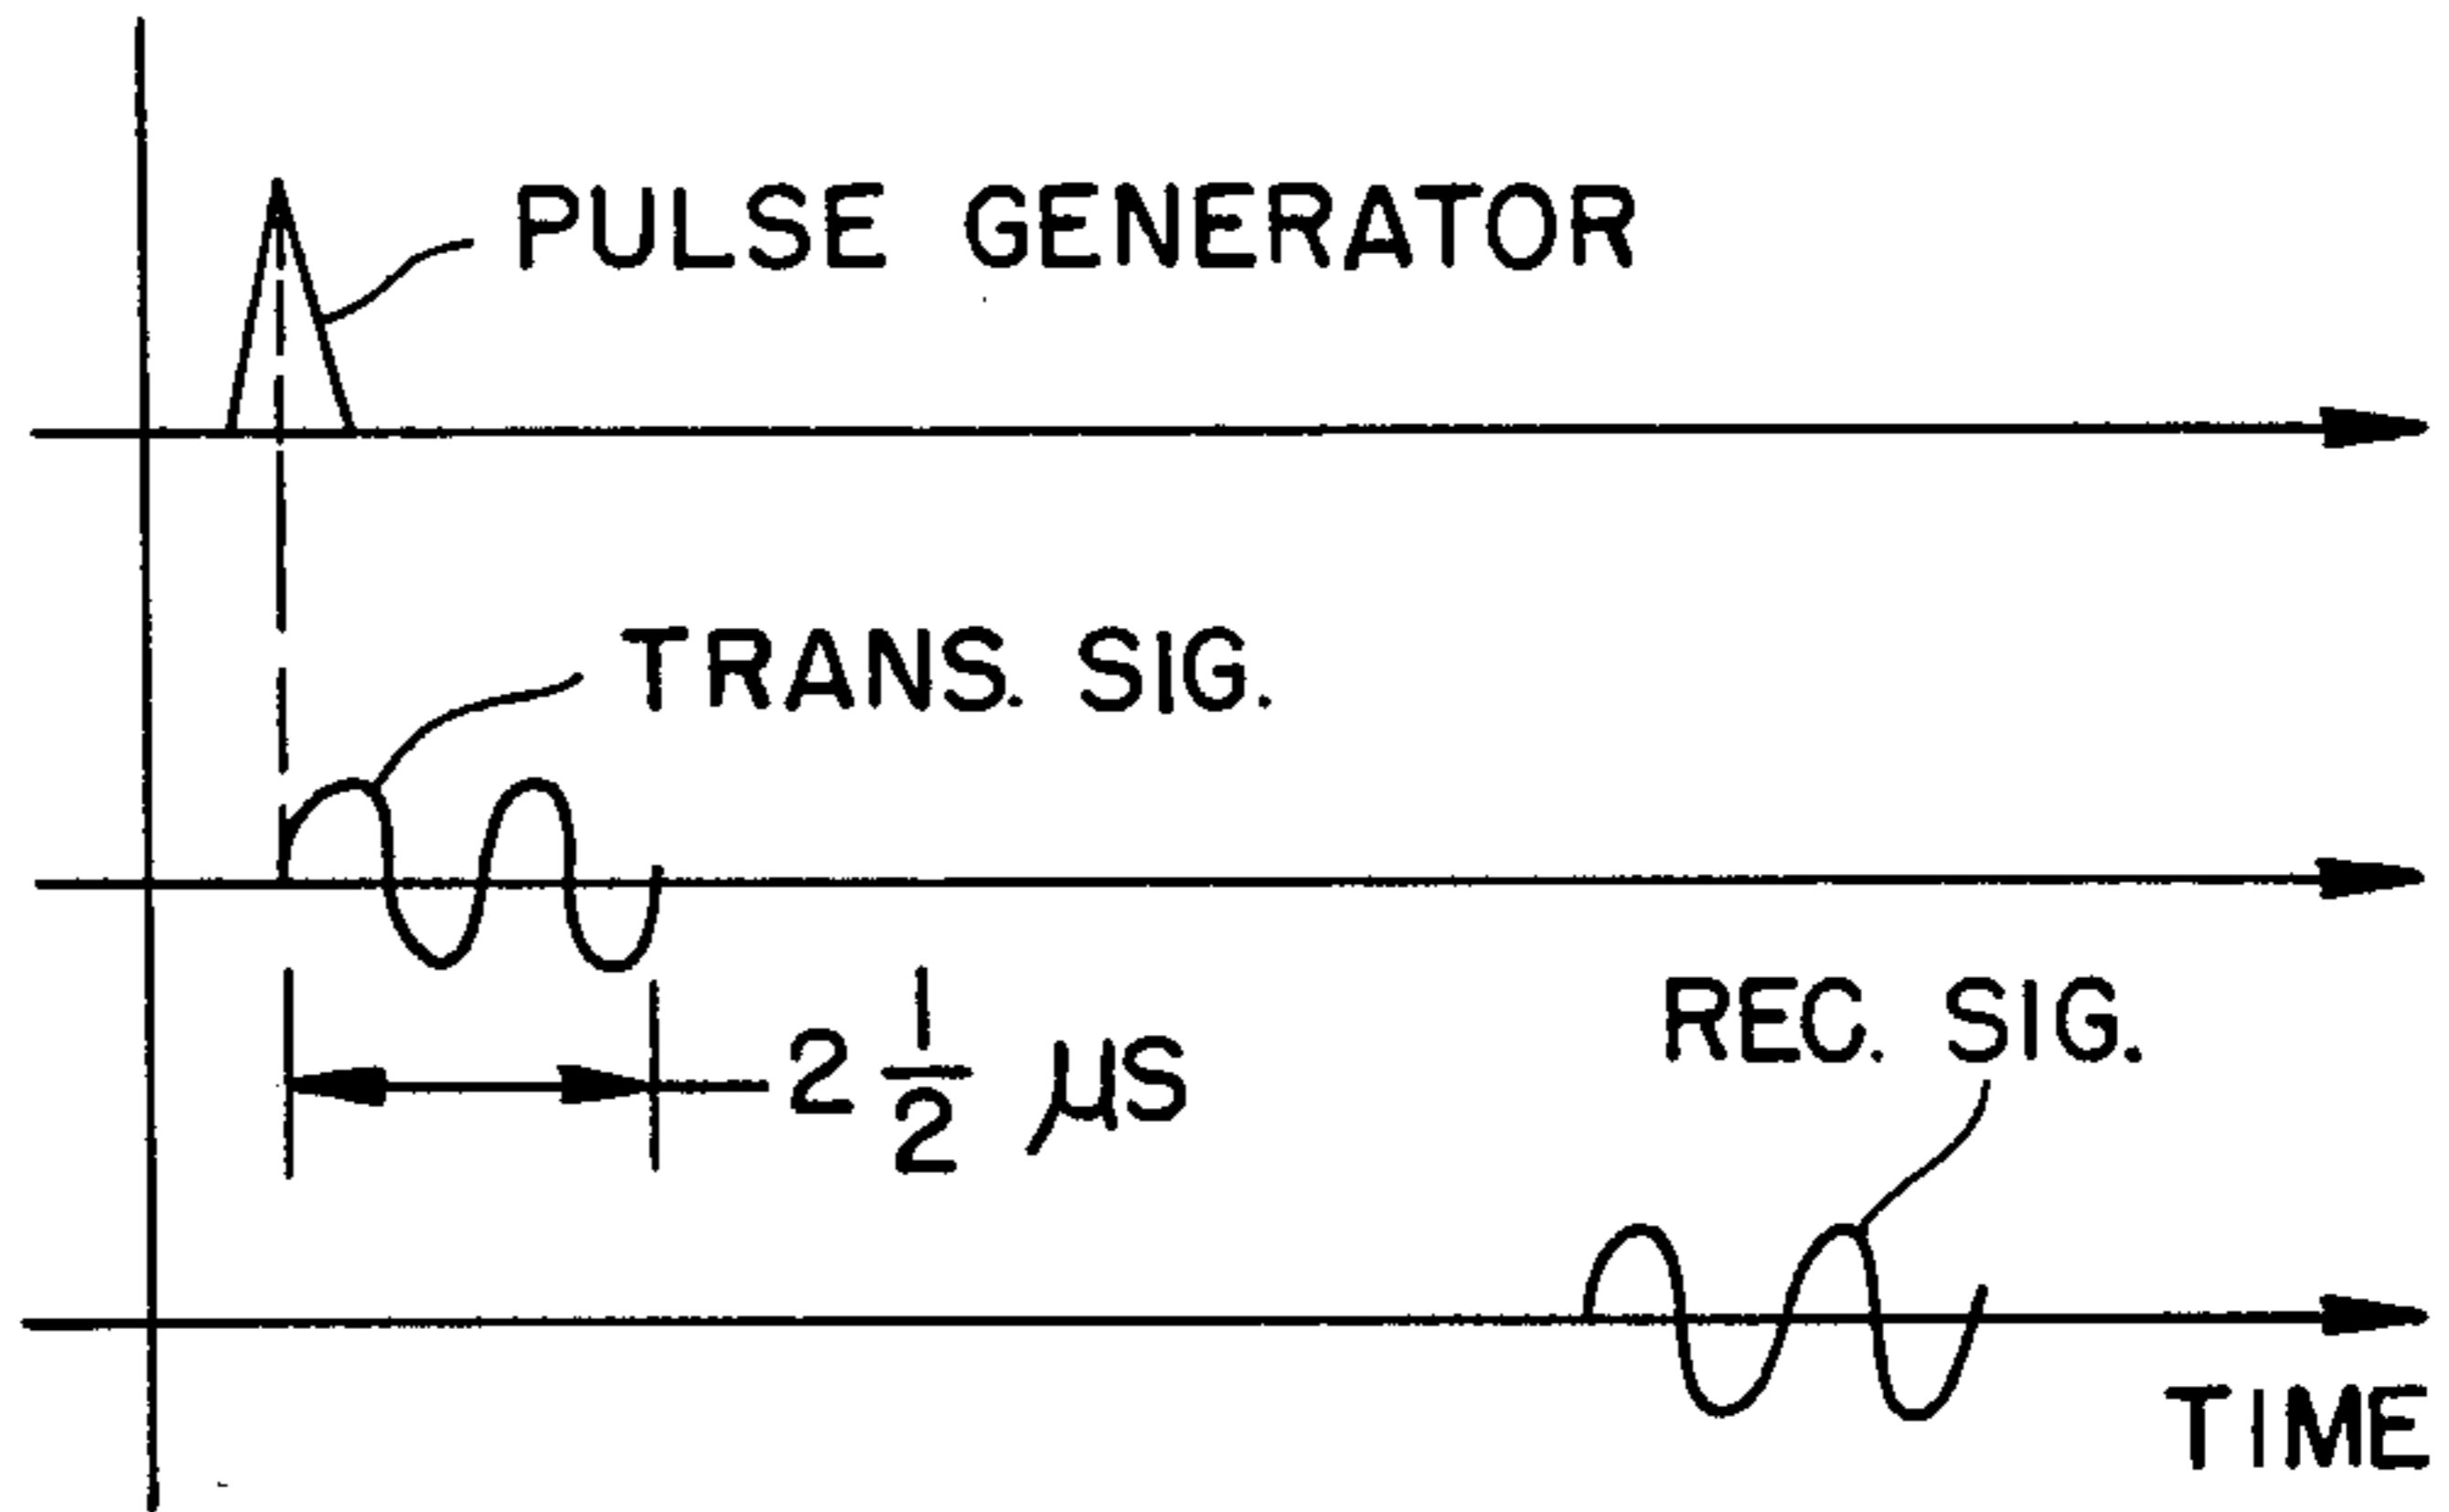 PULSE GENERATOR
TRANS. SIG.
2 1/2 µS
REC. SIG.
TIME